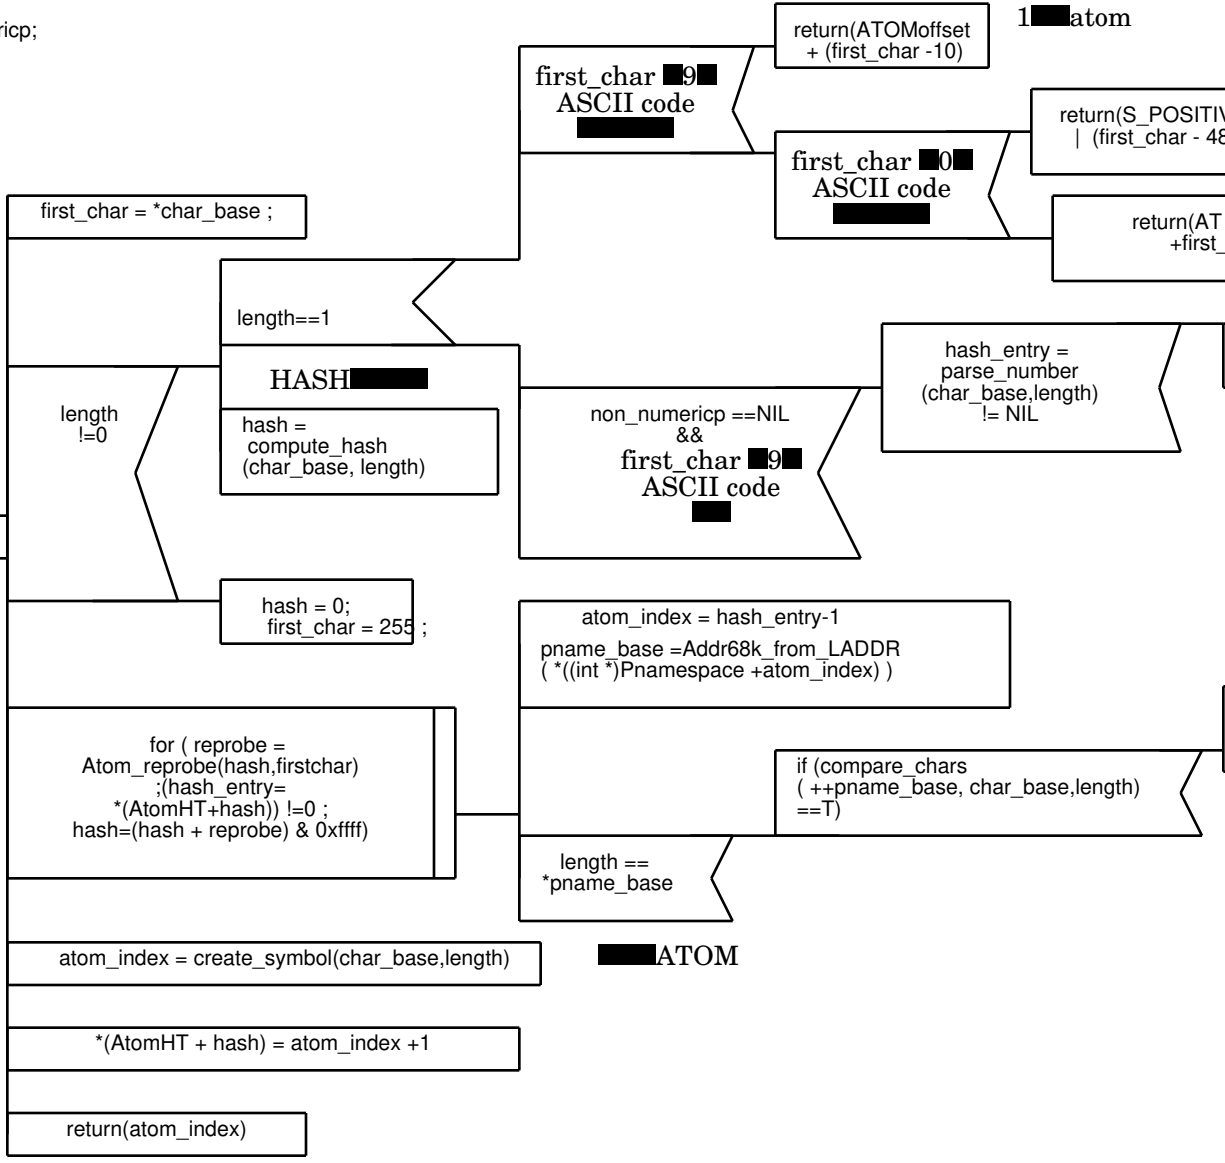 ricp;
return(ATOMoffset
+ (first_char -10)
1 atom
first_char 9
ASCII code
return(S_POSITIV
| (first_char - 48
first_char 0
ASCII code
first_char = *char_base ;
return(AT
+first_
length==1
HASH
hash =
compute_hash
(char_base, length)
length
!=0
hash_entry =
parse_number
(char_base,length)
!= NIL
non_numericp ==NIL
&&
first_char 9
ASCII code
hash = 0;
first_char = 255 ;
atom_index = hash_entry-1
pname_base =Addr68k_from_LADDR
( *((int *)Pnamespace +atom_index) )
for ( reprobe =
Atom_reprobe(hash,firstchar)
;(hash_entry=
*(AtomHT+hash)) !=0 ;
hash=(hash + reprobe) & 0xffff)
if (compare_chars
( ++pname_base, char_base,length)
==T)
length ==
*pname_base
atom_index = create_symbol(char_base,length)
ATOM
*(AtomHT + hash) = atom_index +1
return(atom_index)